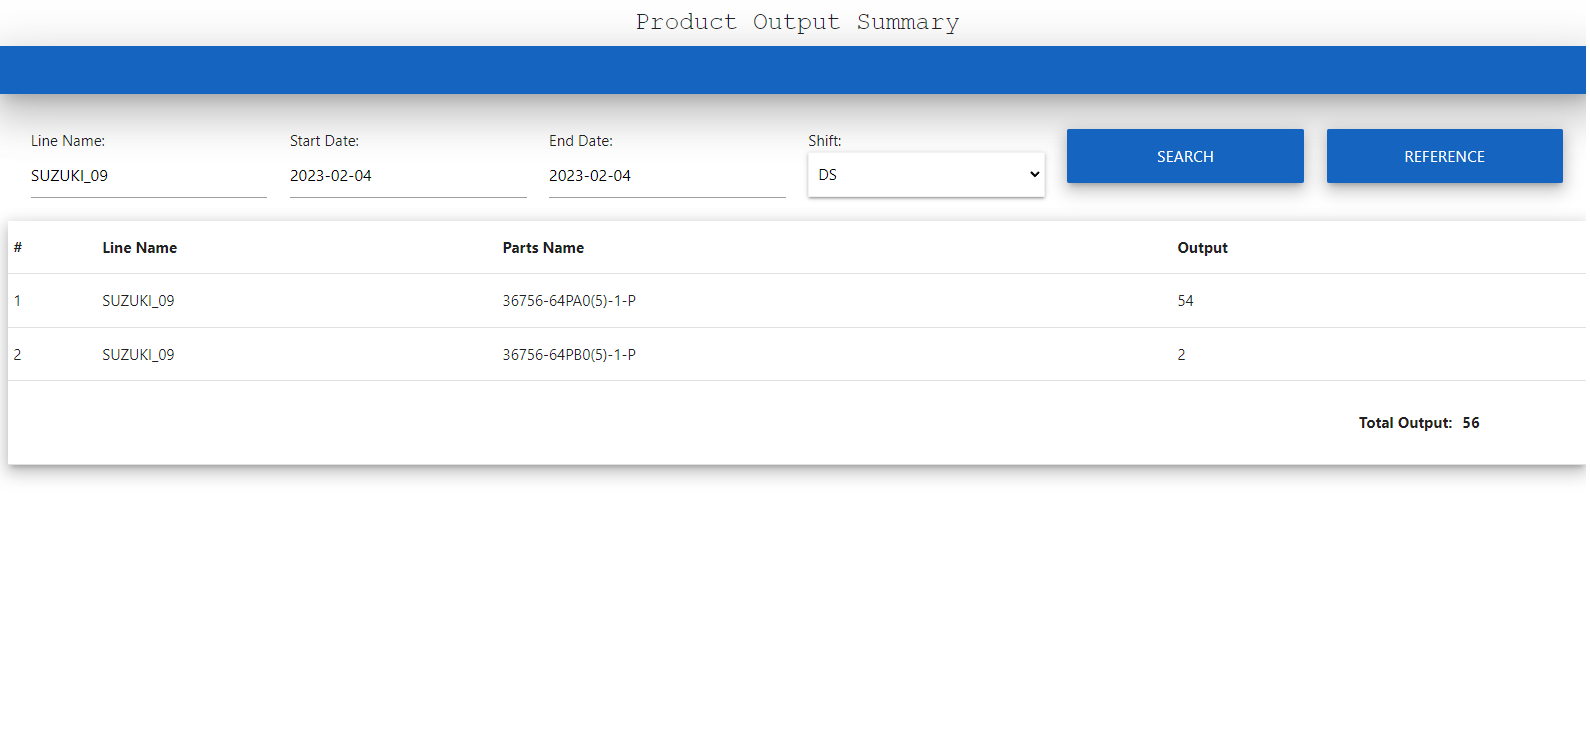 Product Output Summary
Line Name: Start Date: End Date: Shift:
SUZUKI_09 2023-02-04 2023-02-04 DS SEARCH REFERENCE
# Line Name Parts Name Output
1 SUZUKI_09 36756-64PA0(5)-1-P 54
2 SUZUKI_09 36756-64PB0(5)-1-P 2
Total Output: 56